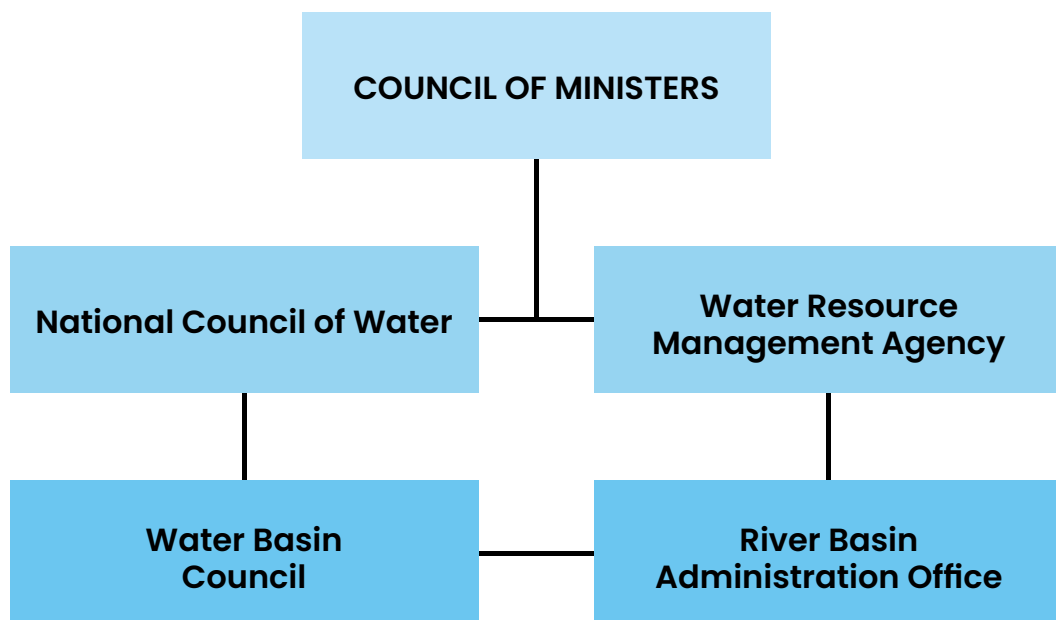 COUNCIL OF MINISTERS
National Council of Water
Water Resource
Management Agency
Water Basin
Council
River Basin
Administration Office